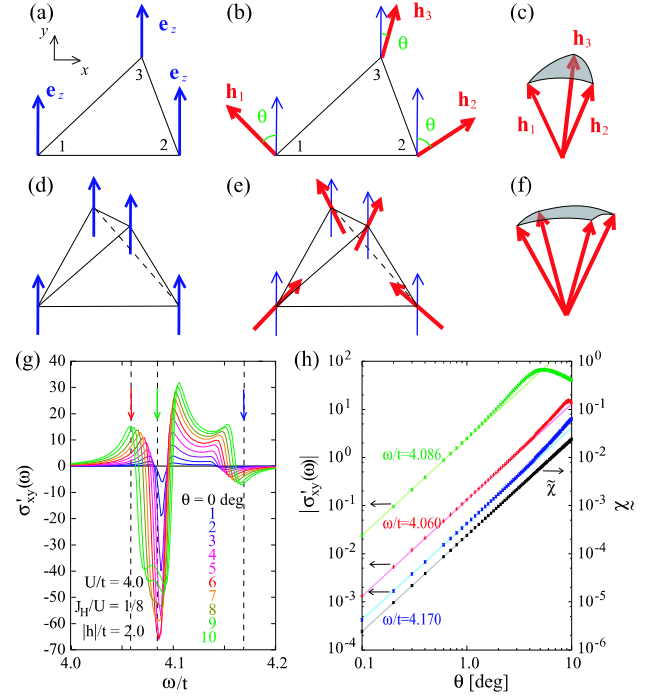 (a)
(b)
(c)
y
x
e_z
e_z
e_z
1
2
3
h_1
h_2
h_3
θ
θ
θ
1
2
3
h_1
h_2
h_3
(d)
(e)
(f)
(g)
40
30
20
10
0
-10
-20
-30
-40
-50
-60
-70
σ'_xy(ω)
θ = 0 deg
1
2
3
4
5
6
7
8
9
10
U/t = 4.0
J_H/U = 1/8
|h|/t = 2.0
4.0
4.1
4.2
ω/t
(h)
10^2
10^1
10^0
10^-1
10^-2
10^-3
10^-4
|σ'_xy(ω)|
ω/t=4.086
ω/t=4.060
ω/t=4.170
χ̃
10^0
10^-1
10^-2
10^-3
10^-4
10^-5
10^-6
χ̃
0.1
1.0
10
θ [deg]